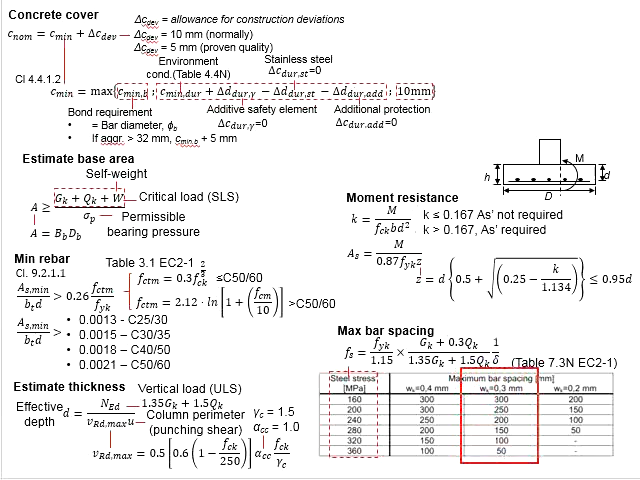 Concrete cover
Δc_dev = allowance for construction deviations
c_nom = c_min + Δc_dev
Δc_dev = 10 mm (normally)
Δc_dev = 5 mm (proven quality)
Environment cond.(Table 4.4N)
Stainless steel
Δc_dur,st=0
Cl 4.4.1.2
c_min = max{c_min,b ; c_min,dur + Δd_dur,γ − Δd_dur,st − Δd_dur,add ; 10mm}
Bond requirement
• = Bar diameter, ϕ_b
• If aggr. > 32 mm, c_min,b + 5 mm
Additive safety element
Δc_dur,γ=0
Additional protection
Δc_dur.add=0
Estimate base area
Self-weight
A ≥ (G_k + Q_k + W)/σ_p
Critical load (SLS)
Permissible bearing pressure
A = B_b D_b
M
h
d
D
Moment resistance
k = M/(f_ck bd²)
k ≤ 0.167 As' not required
k > 0.167, As' required
A_s = M/(0.87f_yk z)
z = d {0.5 + √(0.25 − k/1.134)} ≤ 0.95d
Min rebar
Cl. 9.2.1.1
Table 3.1 EC2-1
A_s,min/(b_t d) > 0.26 f_ctm/f_yk
f_ctm = 0.3f_ck^(2/3) ≤C50/60
f_ctm = 2.12 · ln [1 + (f_cm/10)] >C50/60
A_s,min/(b_t d) >
• 0.0013 - C25/30
• 0.0015 – C30/35
• 0.0018 – C40/50
• 0.0021 – C50/60
Max bar spacing
f_s = f_yk/1.15 × (G_k + 0.3Q_k)/(1.35G_k + 1.5Q_k) 1/δ
(Table 7.3N EC2-1)
Steel stress [MPa] Maximum bar spacing [mm]
w_k=0,4 mm w_k=0,3 mm w_k=0,2 mm
160 300 300 200
200 300 250 150
240 250 200 100
280 200 150 50
320 150 100 -
360 100 50 -
Estimate thickness
Vertical load (ULS)
Effective depth
d = N_Ed/(v_Rd,max u)
1.35G_k + 1.5Q_k
Column perimeter (punching shear)
γ_c = 1.5
α_cc = 1.0
v_Rd,max = 0.5 [0.6 (1 − f_ck/250)] α_cc f_ck/γ_c